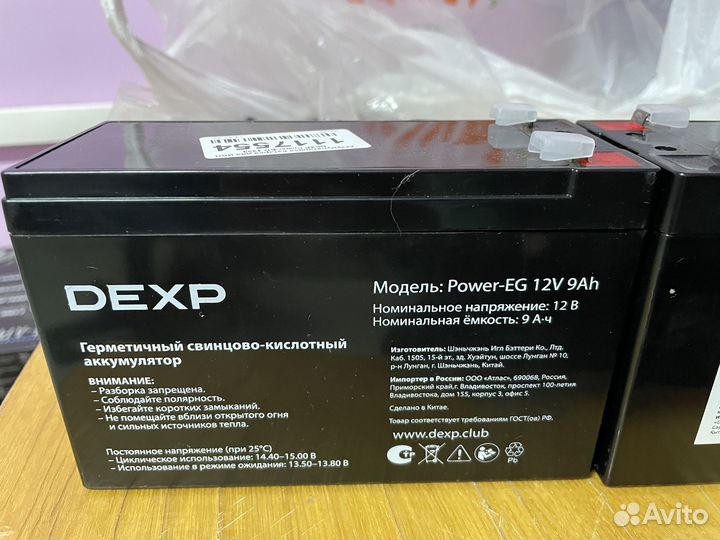 1117554
DEXP
Герметичный свинцово-кислотный
аккумулятор
ВНИМАНИЕ:
– Разборка запрещена.
– Соблюдайте полярность.
– Избегайте коротких замыканий.
– Не помещайте вблизи открытого огня
и сильных источников тепла.
Постоянное напряжение (при 25°C)
– Циклическое использование: 14.40–15.00 В
– Использование в режиме ожидания: 13.50–13.80 В
Модель: Power-EG 12V 9Ah
Номинальное напряжение: 12 В
Номинальная ёмкость: 9 А·ч
Изготовитель: Шэньчжэнь Игл Бэттери Ко., Лтд.
Каб. 1505, 15-й эт., зд. Хуэйтун, шоссе Лунган № 10,
р-н Лунган, г. Шэньчжэнь, Китай.
Импортер в России: ООО «Атлас», 690068, Россия,
Приморский край, г. Владивосток, проспект 100-летия
Владивостока, дом 155, корпус 3, офис 5.
Сделано в Китае.
Товар соответствует требованиям ГОСТ(ов) РФ.
www.dexp.club
Pb
Avito